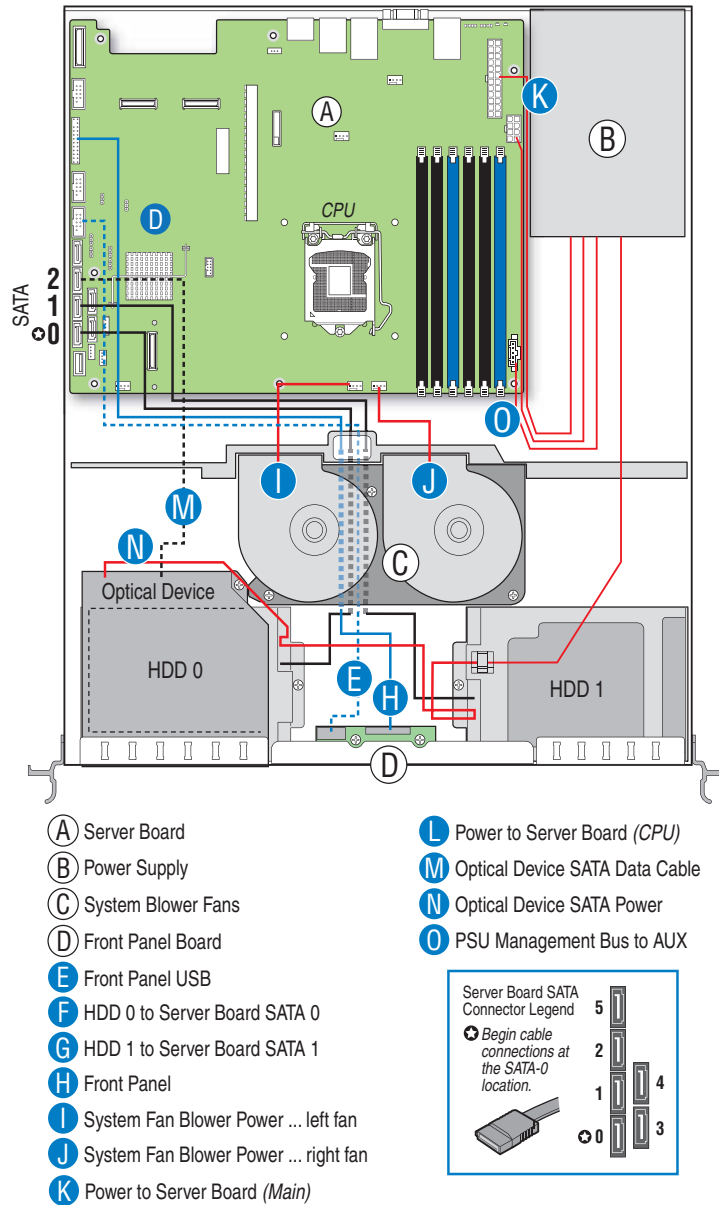 A
B
K
D
CPU
SATA
2
1
0
O
I
J
M
N
C
Optical Device
HDD 0
HDD 1
E
H
D
A Server Board
B Power Supply
C System Blower Fans
D Front Panel Board
E Front Panel USB
F HDD 0 to Server Board SATA 0
G HDD 1 to Server Board SATA 1
H Front Panel
I System Fan Blower Power ... left fan
J System Fan Blower Power ... right fan
K Power to Server Board (Main)
L Power to Server Board (CPU)
M Optical Device SATA Data Cable
N Optical Device SATA Power
O PSU Management Bus to AUX
Server Board SATA
Connector Legend
Begin cable
connections at
the SATA-0
location.
5
2
1
4
0
3